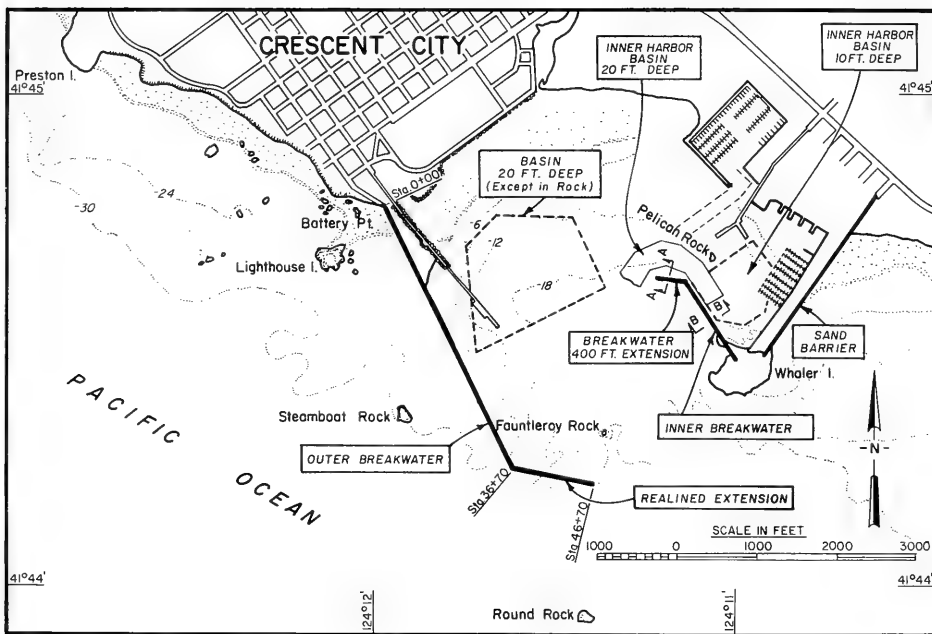 CRESCENT CITY
INNER HARBOR
BASIN
20 FT. DEEP
INNER HARBOR
BASIN
10 FT. DEEP
Preston I.
41°45'
41°45'
BASIN
20 FT. DEEP
(Except in Rock)
Sta. 0+00
-30
-24
6
-12
-18
Battery Pt.
Lighthouse I.
Pelican Rock
A
A
B
B
BREAKWATER
400 FT. EXTENSION
SAND
BARRIER
Whaler I.
PACIFIC
OCEAN
Steamboat Rock
Fauntleroy Rock
INNER BREAKWATER
OUTER BREAKWATER
-N-
Sta 36+70
REALINED EXTENSION
Sta 46+70
SCALE IN FEET
1000 0 1000 2000 3000
41°44'
41°44'
124°12'
124°11'
Round Rock